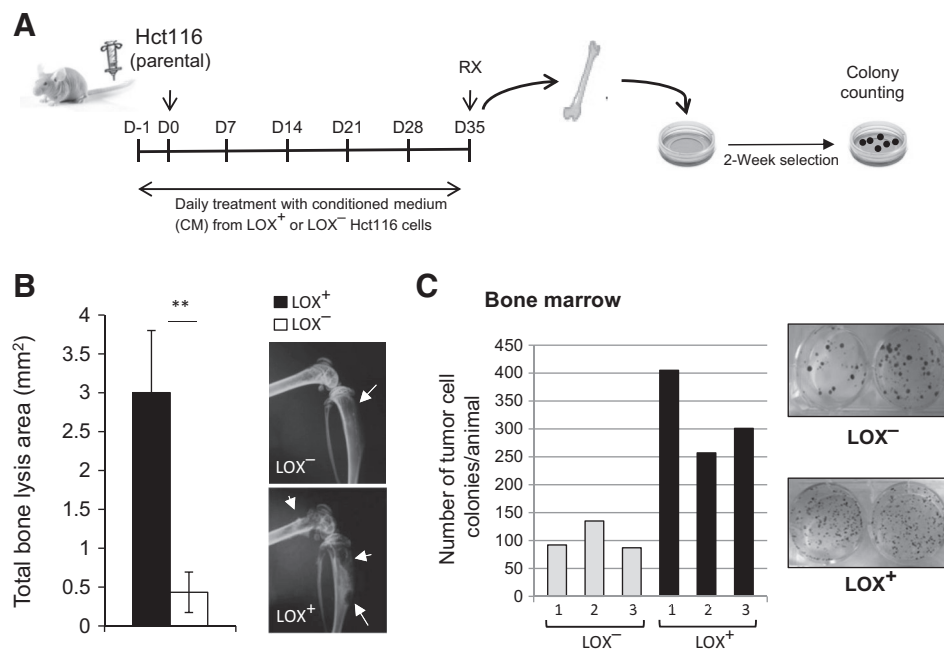 A
Hct116
(parental)
RX
Colony
counting
D-1 D0 D7 D14 D21 D28 D35
2-Week selection
Daily treatment with conditioned medium
(CM) from LOX+ or LOX− Hct116 cells
B
**
LOX+
LOX−
Total bone lysis area (mm²)
4
3.5
3
2.5
2
1.5
1
0.5
0
LOX−
LOX+
C
Bone marrow
Number of tumor cell
colonies/animal
450
400
350
300
250
200
150
100
50
0
1 2 3 1 2 3
LOX− LOX+
LOX−
LOX+